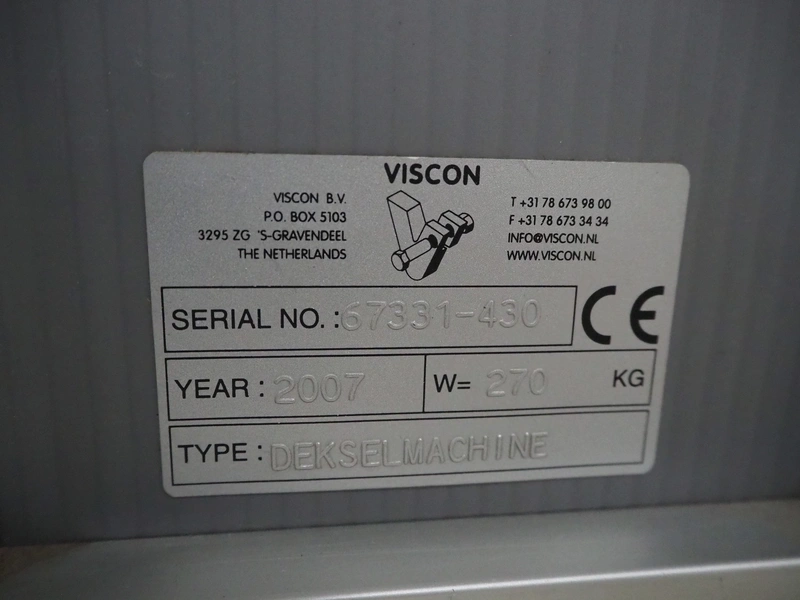 VISCON
VISCON B.V.
P.O. BOX 5103
3295 ZG 'S-GRAVENDEEL
THE NETHERLANDS
T +31 78 673 98 00
F +31 78 673 34 34
INFO@VISCON.NL
WWW.VISCON.NL
SERIAL NO. : 67331-430
CE
YEAR : 2007 W= 270 KG
TYPE : DEKSELMACHINE